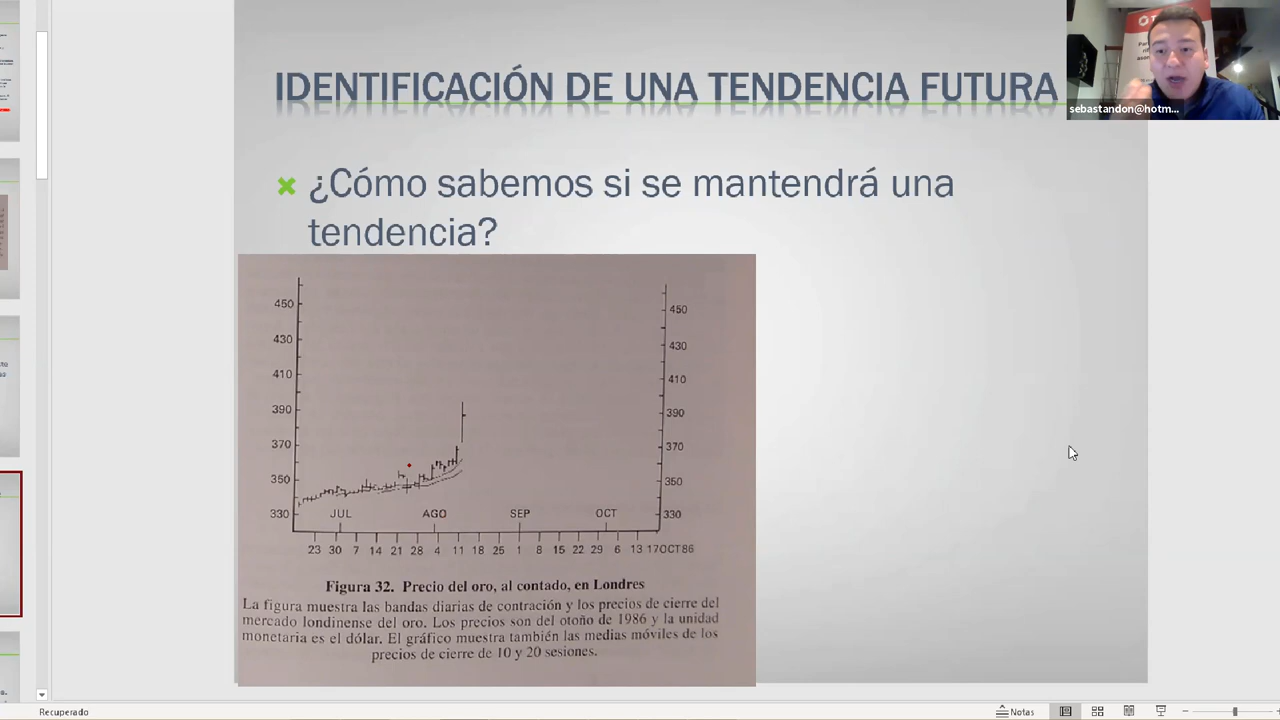 IDENTIFICACIÓN DE UNA TENDENCIA FUTURA
sebastandon@hotm...
¿Cómo sabemos si se mantendrá una
tendencia?
450 450
430 430
410 410
390 390
370 370
350 350
330 JUL AGO SEP OCT 330
23 30 7 14 21 28 4 11 18 25 1 8 15 22 29 6 13 17OCT86
Figura 32. Precio del oro, al contado, en Londres
La figura muestra las bandas diarias de contración y los precios de cierre del
mercado londinense del oro. Los precios son del otoño de 1986 y la unidad
monetaria es el dólar. El gráfico muestra también las medias móviles de los
precios de cierre de 10 y 20 sesiones.
Recuperado
Notas